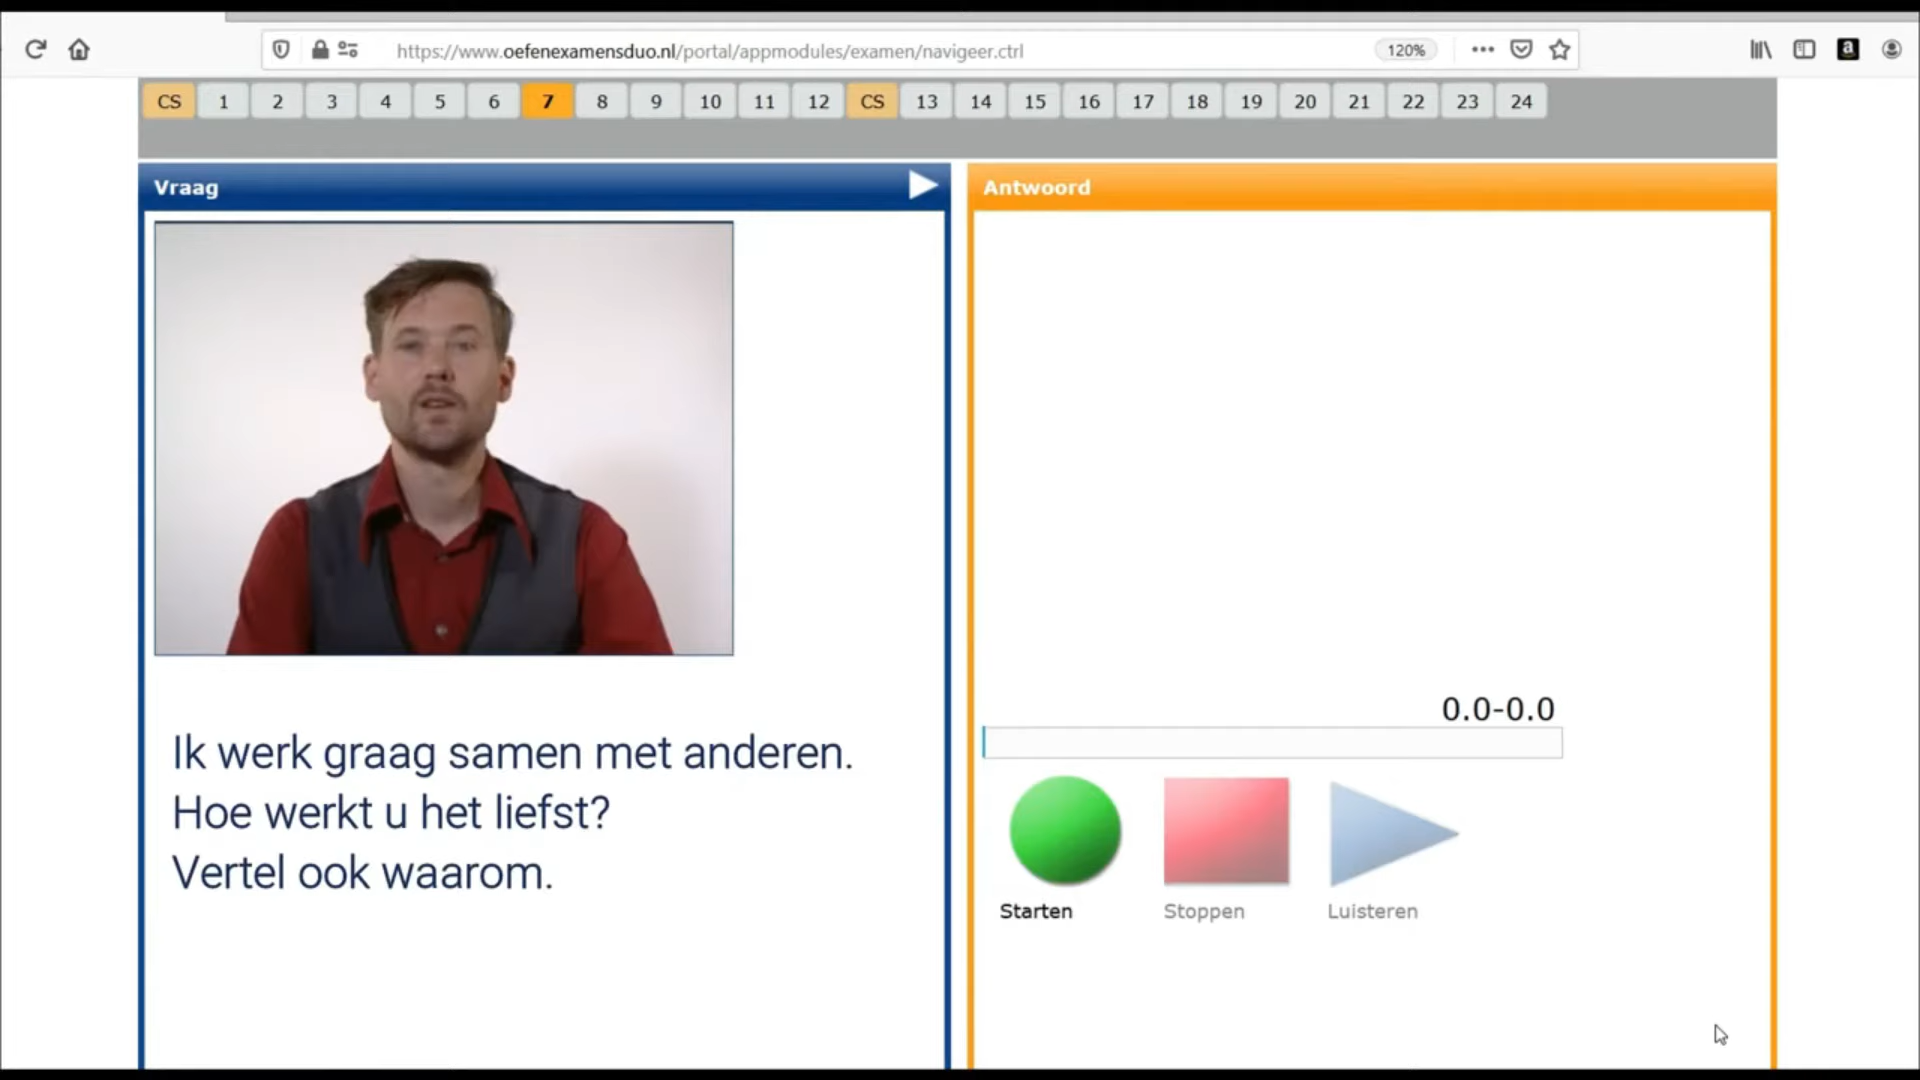 https://www.oefenexamensduo.nl/portal/appmodules/examen/navigeer.ctrl
120%
CS 1 2 3 4 5 6 7 8 9 10 11 12 CS 13 14 15 16 17 18 19 20 21 22 23 24
Vraag
Antwoord
Ik werk graag samen met anderen.
Hoe werkt u het liefst?
Vertel ook waarom.
0.0-0.0
Starten
Stoppen
Luisteren